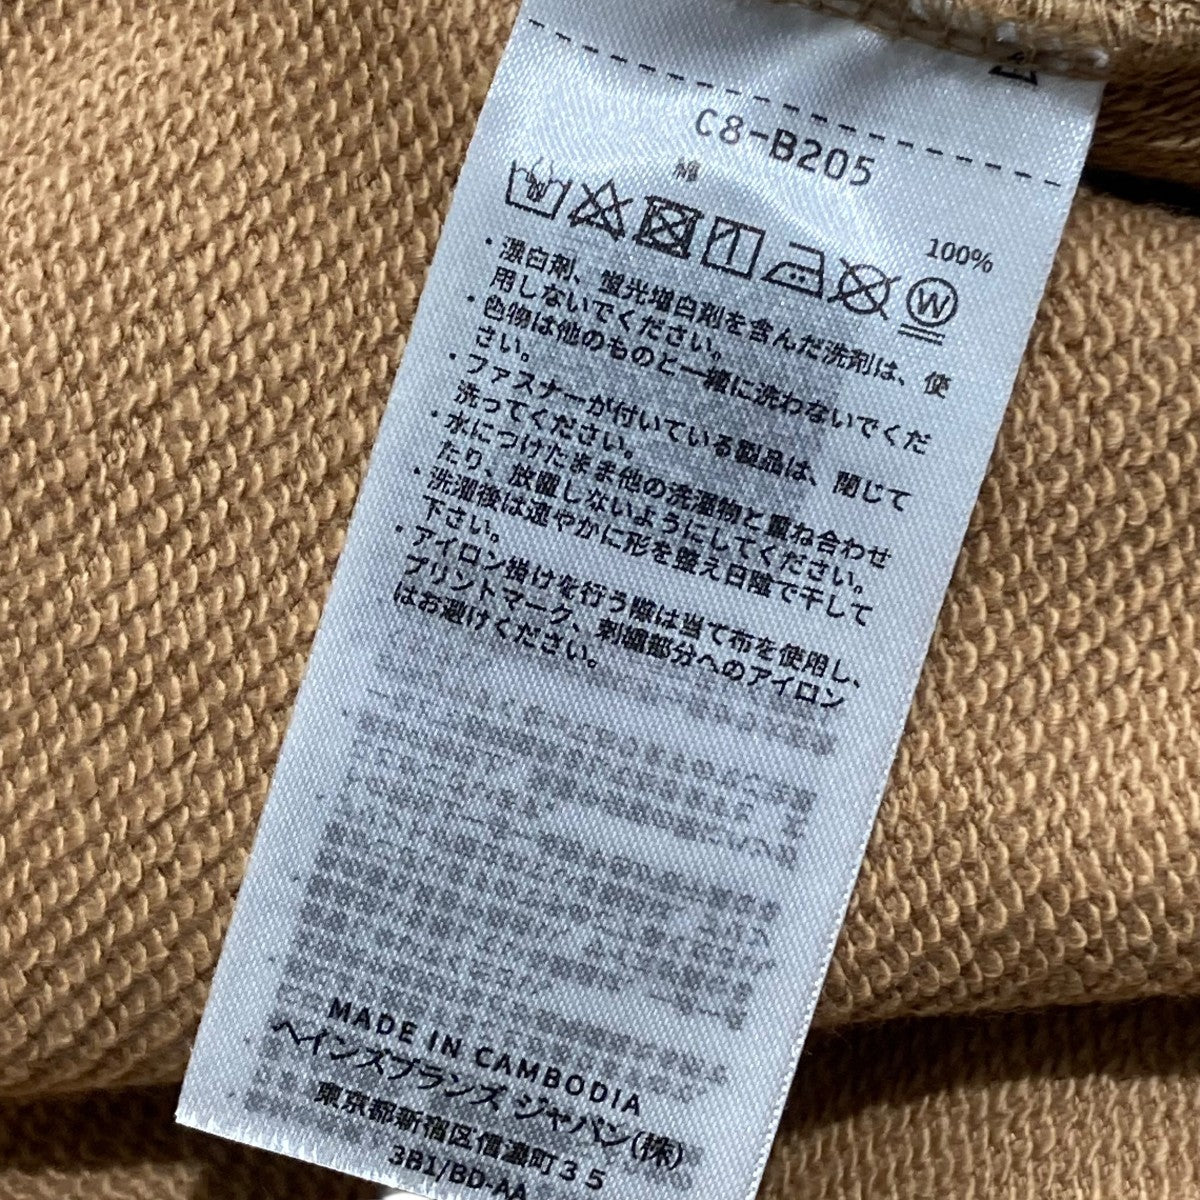 C8-B205
綿 100%
・漂白剤、蛍光増白剤を含んだ洗剤は、使
用しないでください。
・色物は他のものと一緒に洗わないでくだ
さい。
・ファスナーが付いている製品は、閉じて
洗ってください。
・水につけたまま他の洗濯物と重ね合わせ
たり、放置しないようにしてください。
・洗濯後は速やかに形を整え日陰で干して
下さい。
・アイロン掛けを行う際は当て布を使用し、
プリントマーク、刺繍部分へのアイロン
はお避けください。
MADE IN CAMBODIA
ヘインズブランズ ジャパン(株)
東京都新宿区信濃町35
3B1/BD-AA